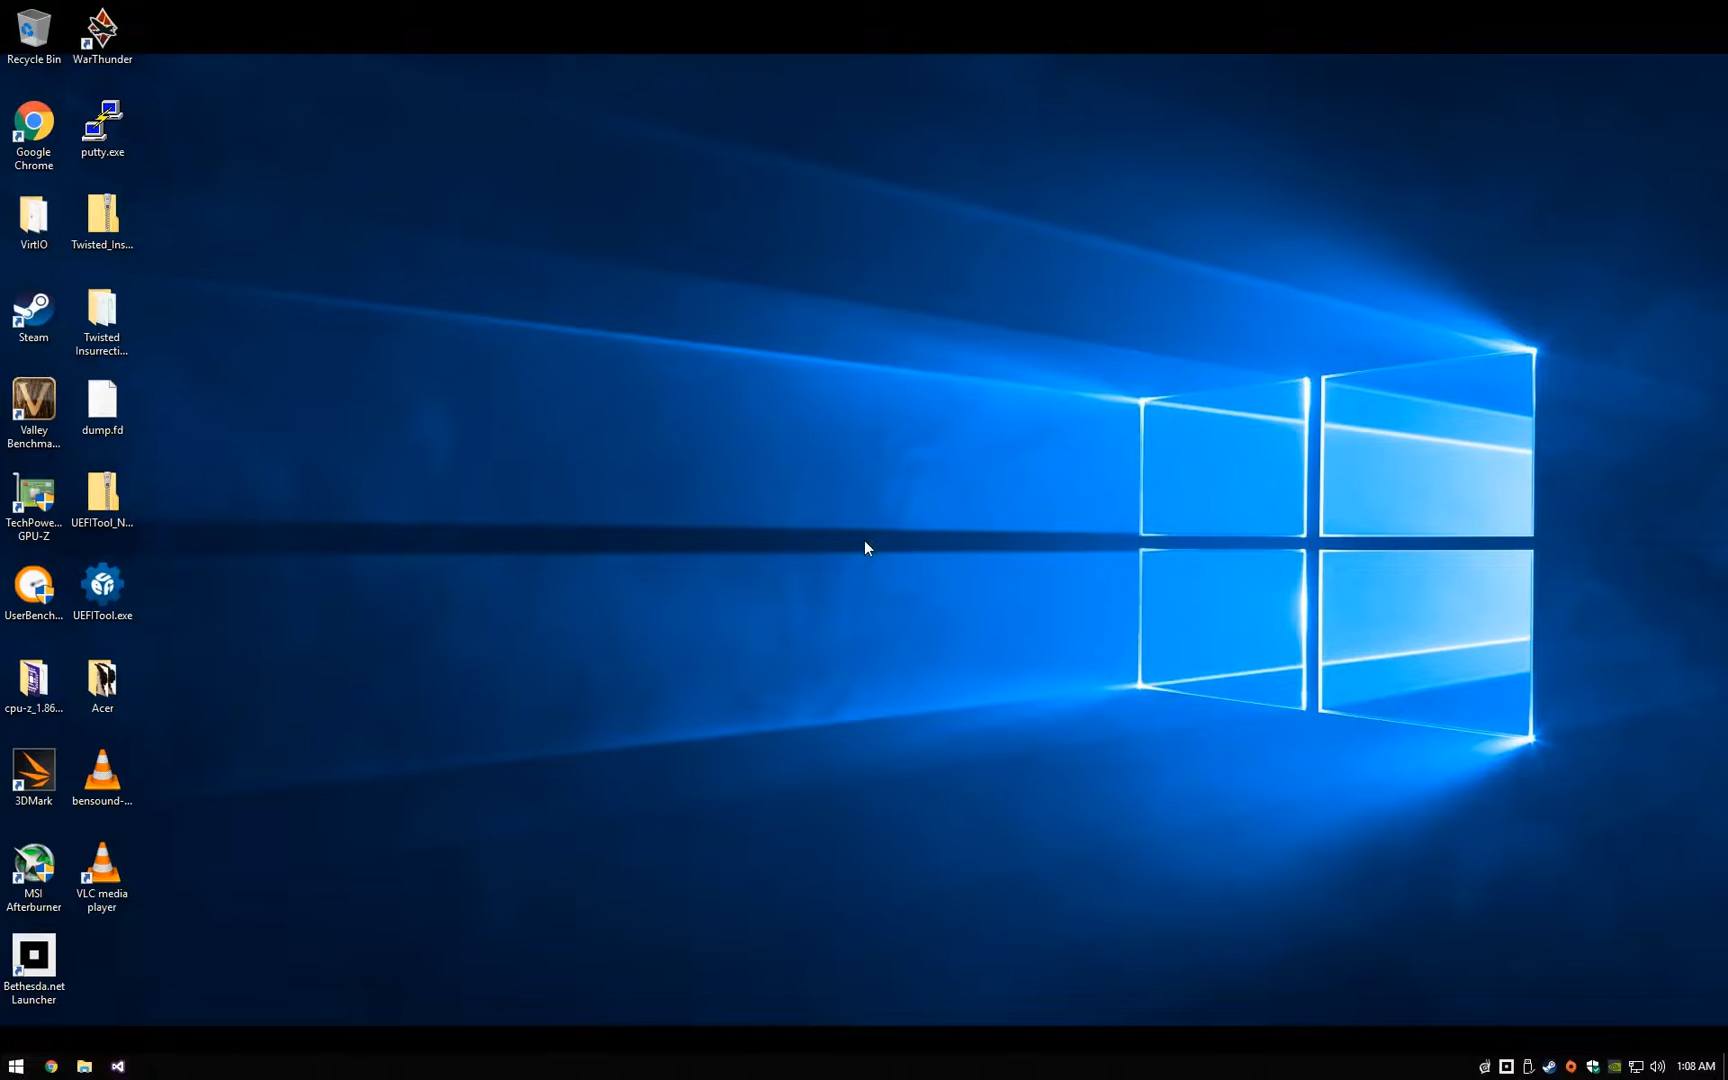 Recycle Bin
WarThunder
Google
Chrome
putty.exe
VirtIO
Twisted_Ins...
Steam
Twisted
Insurrecti...
Valley
Benchma...
dump.fd
TechPowe...
GPU-Z
UEFITool_N...
UserBench...
UEFITool.exe
cpu-z_1.86...
Acer
3DMark
bensound-...
MSI
Afterburner
VLC media
player
Bethesda.net
Launcher
1:08 AM